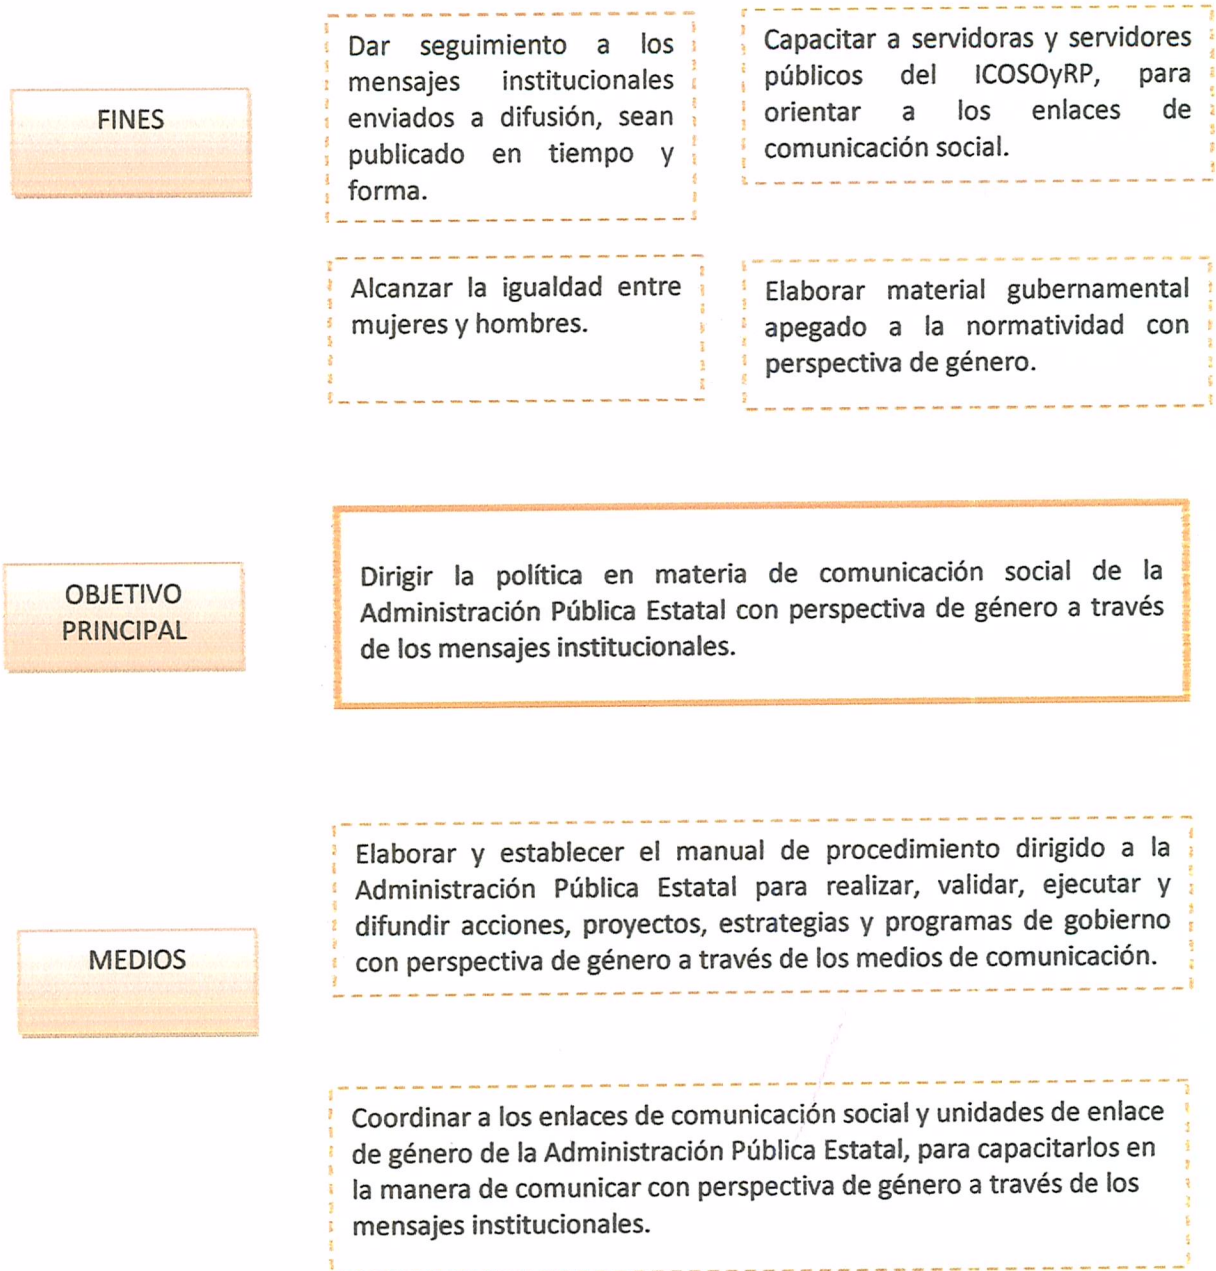 FINES
Dar seguimiento a los
mensajes institucionales
enviados a difusión, sean
publicado en tiempo y
forma.
Capacitar a servidoras y servidores
públicos del ICOSOyRP, para
orientar a los enlaces de
comunicación social.
Alcanzar la igualdad entre
mujeres y hombres.
Elaborar material gubernamental
apegado a la normatividad con
perspectiva de género.
OBJETIVO
PRINCIPAL
Dirigir la política en materia de comunicación social de la
Administración Pública Estatal con perspectiva de género a través
de los mensajes institucionales.
MEDIOS
Elaborar y establecer el manual de procedimiento dirigido a la
Administración Pública Estatal para realizar, validar, ejecutar y
difundir acciones, proyectos, estrategias y programas de gobierno
con perspectiva de género a través de los medios de comunicación.
Coordinar a los enlaces de comunicación social y unidades de enlace
de género de la Administración Pública Estatal, para capacitarlos en
la manera de comunicar con perspectiva de género a través de los
mensajes institucionales.